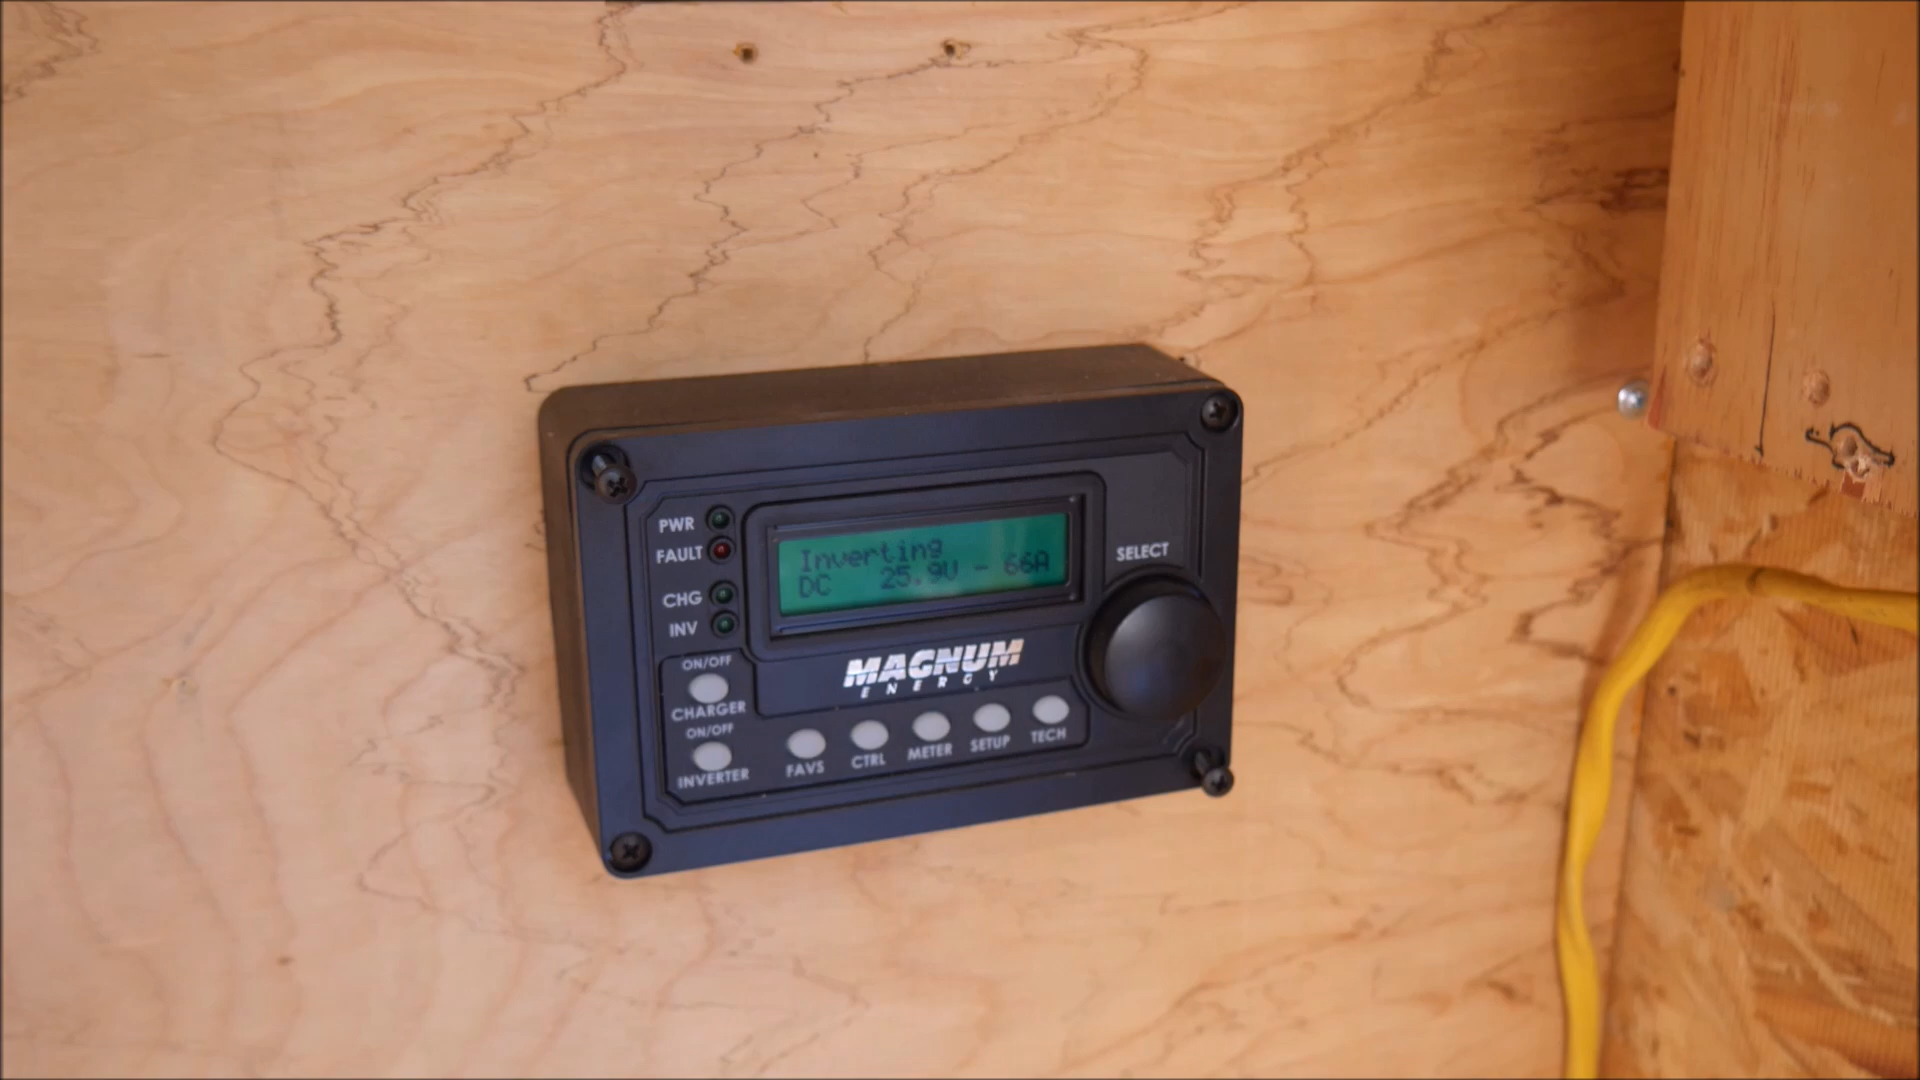 PWR
FAULT
CHG
INV
Inverting
DC 25.9V - 66A
SELECT
MAGNUM
ENERGY
ON/OFF
CHARGER
ON/OFF
INVERTER
FAVS
CTRL
METER
SETUP
TECH